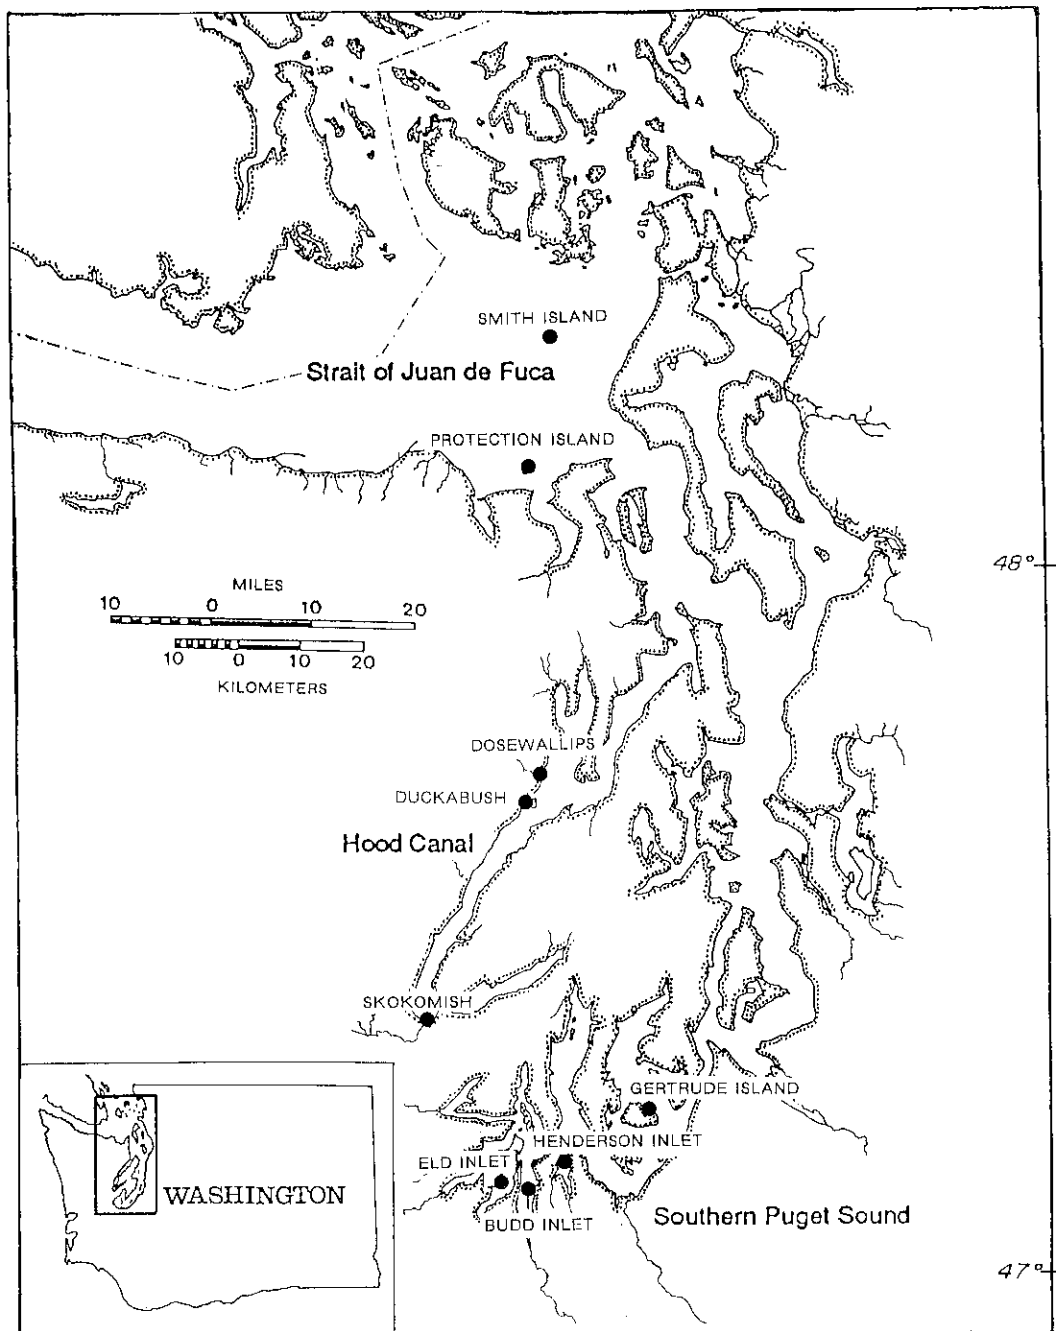 SMITH ISLAND
Strait of Juan de Fuca
PROTECTION ISLAND
48°
MILES
10 0 10 20
10 0 10 20
KILOMETERS
DOSEWALLIPS
DUCKABUSH
Hood Canal
SKOKOMISH
GERTRUDE ISLAND
HENDERSON INLET
ELD INLET
BUDD INLET
WASHINGTON
Southern Puget Sound
47°